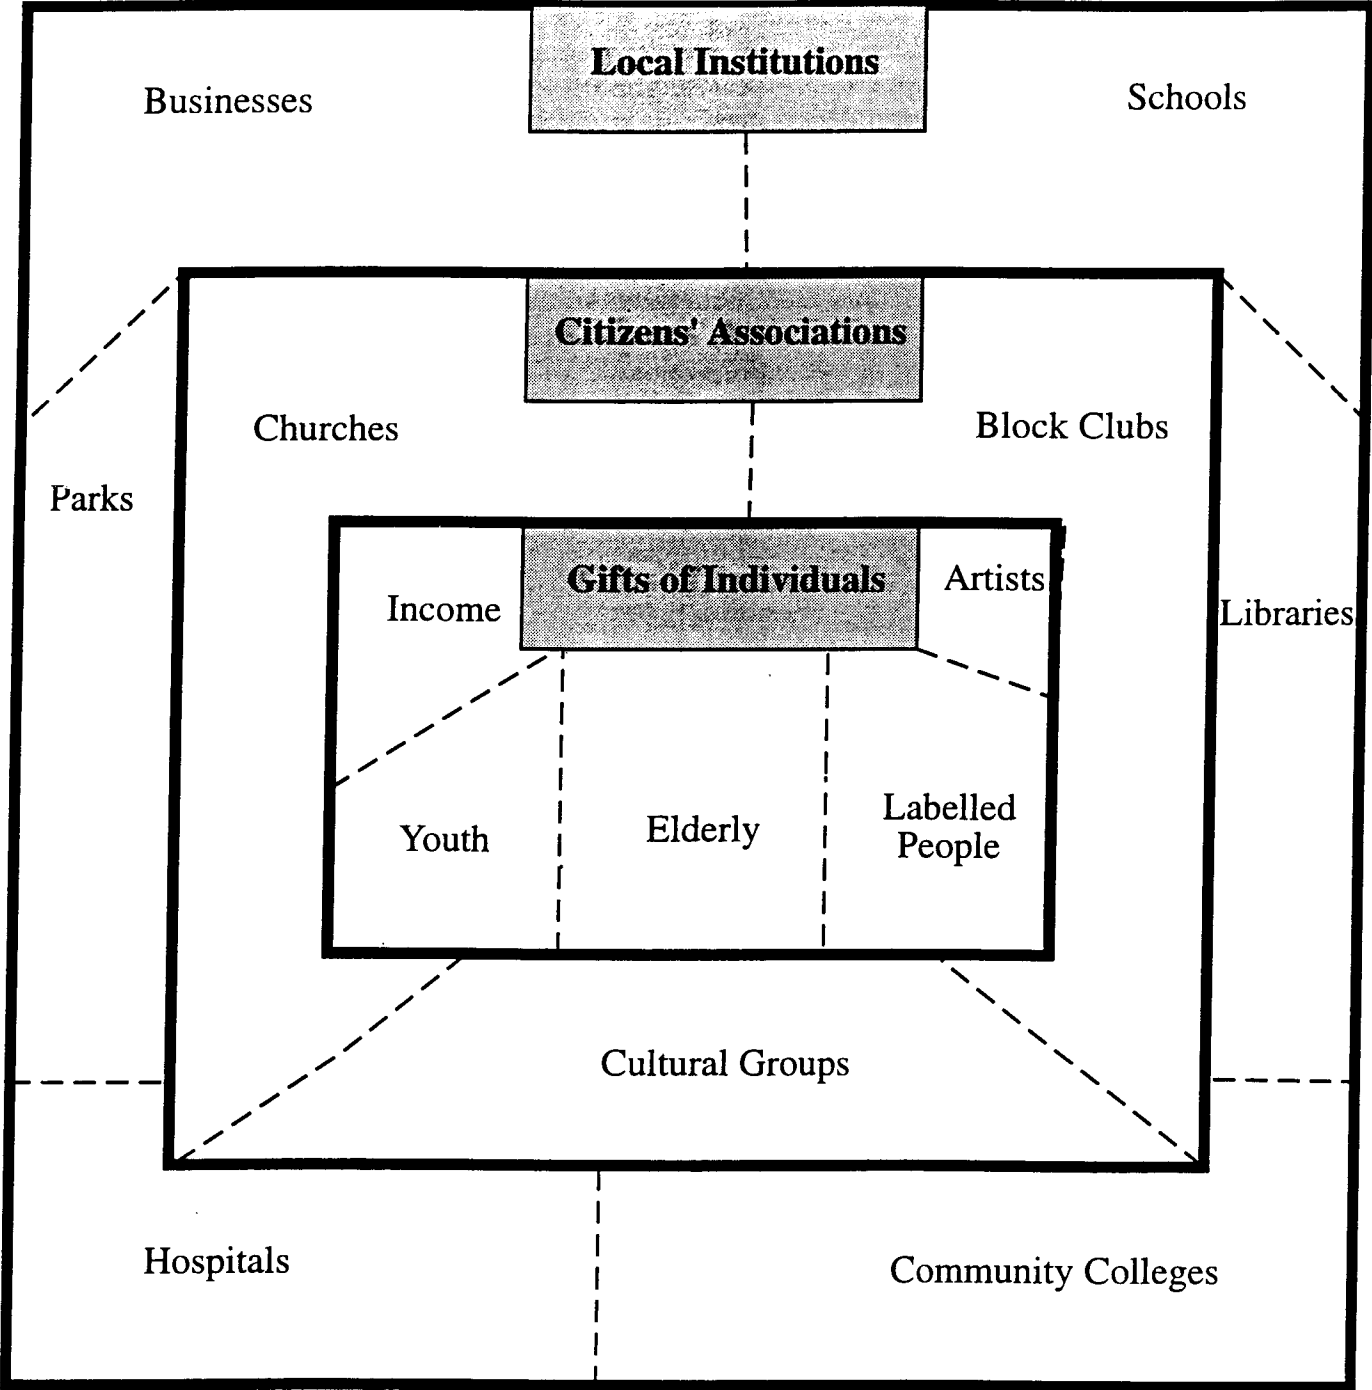 Local Institutions
Businesses
Schools
Citizens' Associations
Churches
Block Clubs
Parks
Gifts of Individuals
Income
Artists
Libraries
Youth
Elderly
Labelled
People
Cultural Groups
Hospitals
Community Colleges